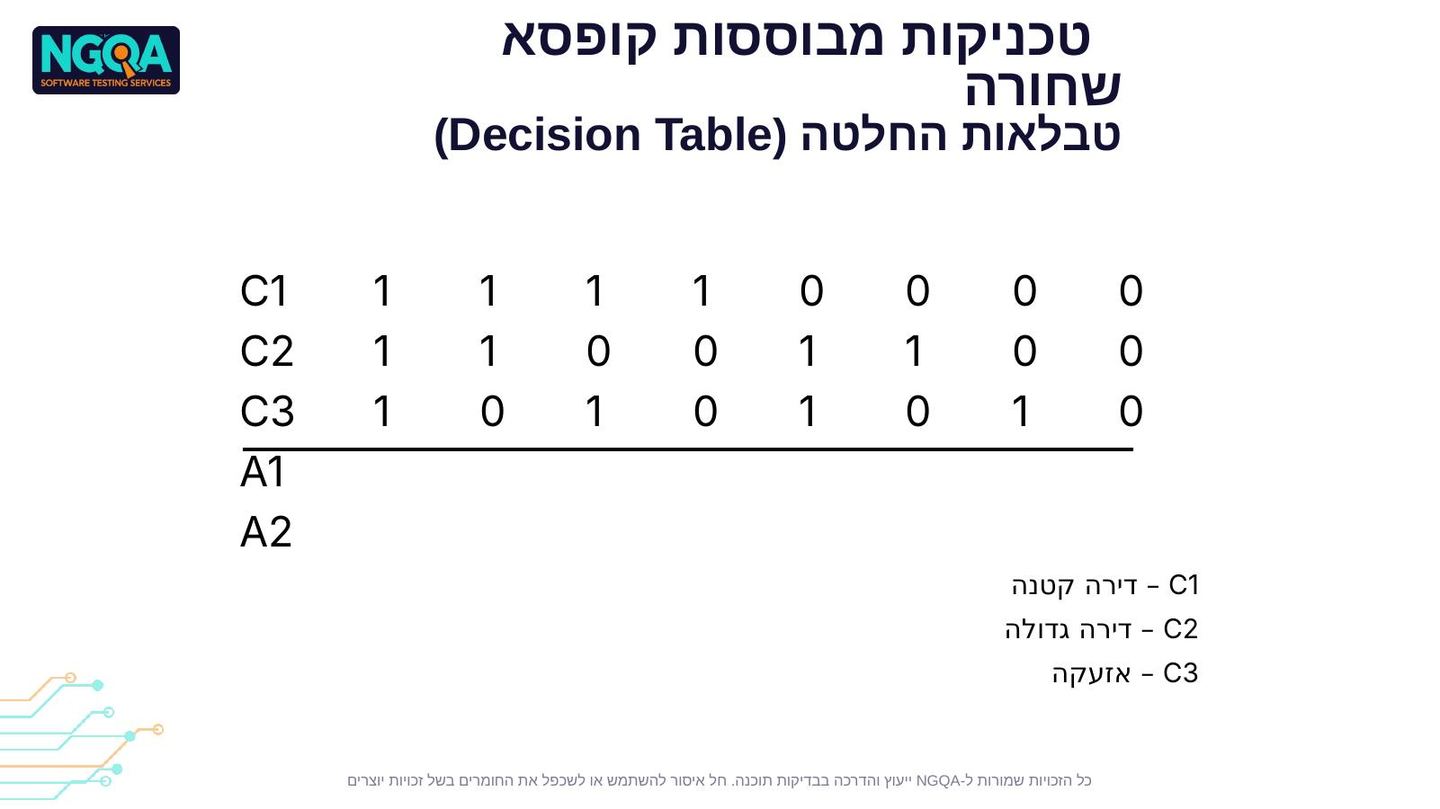 NGQA
SOFTWARE TESTING SERVICES
טכניקות מבוססות קופסא
שחורה
טבלאות החלטה (Decision Table)
C1 1 1 1 1 0 0 0 0
C2 1 1 0 0 1 1 0 0
C3 1 0 1 0 1 0 1 0
A1
A2
C1 – דירה קטנה
C2 – דירה גדולה
C3 – אזעקה
כל הזכויות שמורות ל-NGQA ייעוץ והדרכה בבדיקות תוכנה. חל איסור להשתמש או לשכפל את החומרים בשל זכויות יוצרים